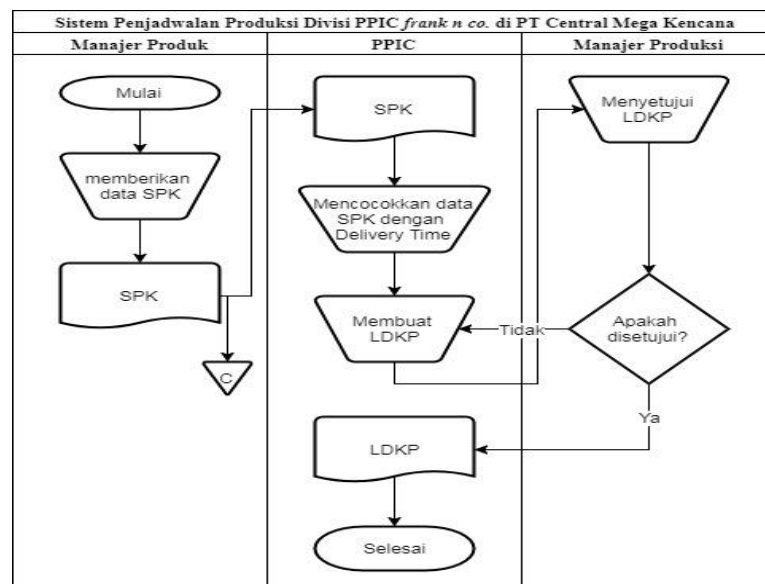 Sistem Penjadwalan Produksi Divisi PPIC frank n co. di PT Central Mega Kencana
Manajer Produk
PPIC
Manajer Produksi
Mulai
memberikan
data SPK
SPK
C
SPK
Mencocokkan data
SPK dengan
Delivery Time
Membuat
LDKP
Tidak
LDKP
Selesai
Menyetujui
LDKP
Apakah
disetujui?
Ya